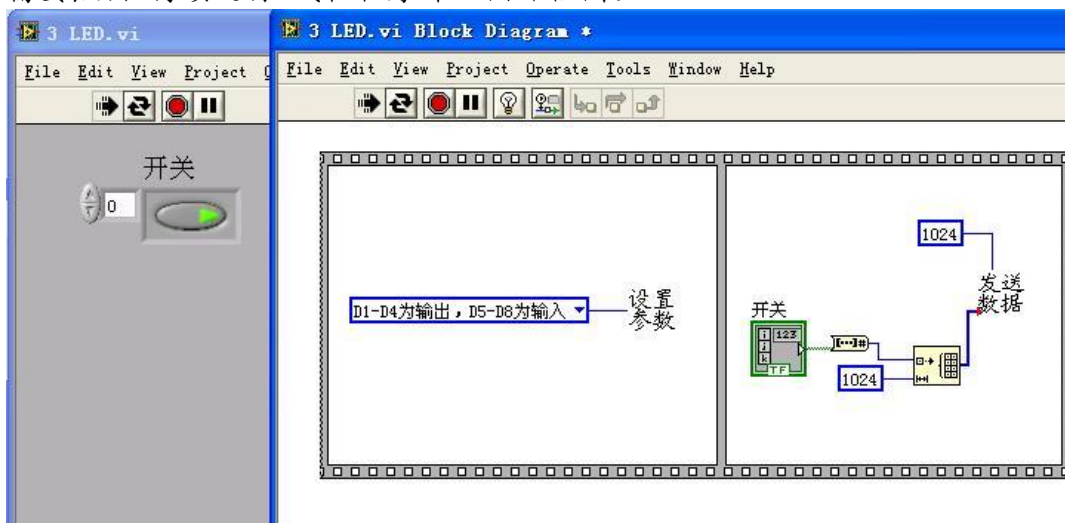 3 LED.vi
File Edit View Project
开关
0
3 LED.vi Block Diagram *
File Edit View Project Operate Tools Window Help
D1-D4为输出，D5-D8为输入
设置
参数
开关
i
j
k
123
TF
[...]#
1024
1024
发送
数据